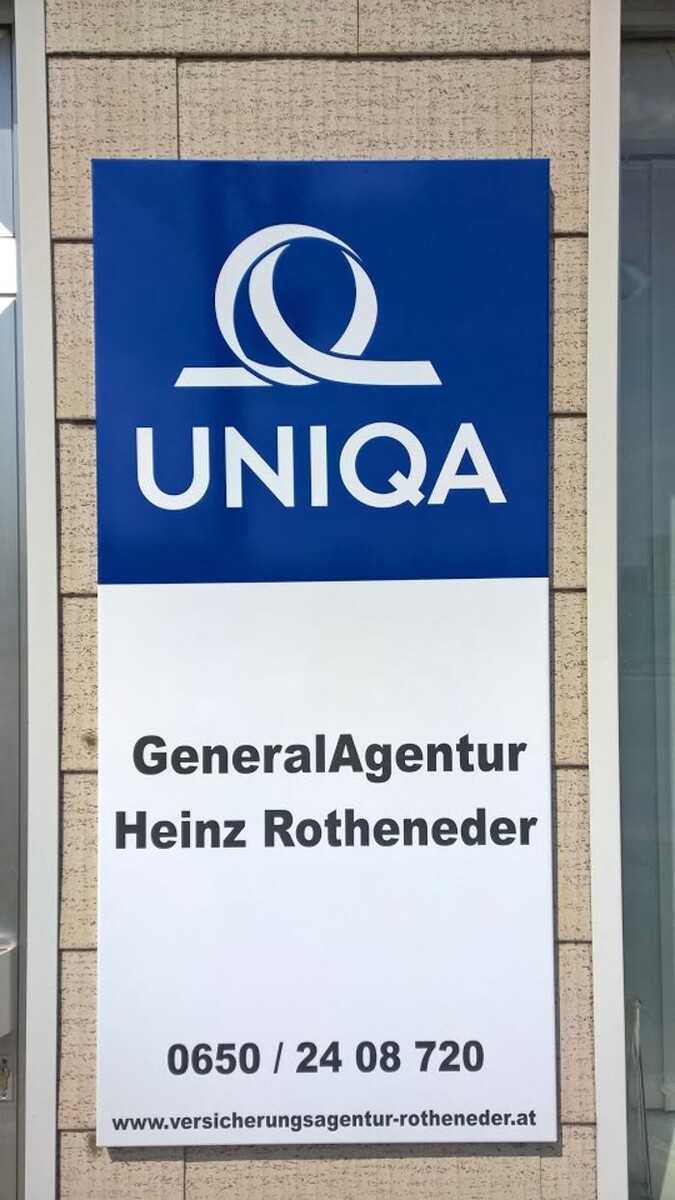 UNIQA
GeneralAgentur
Heinz Rotheneder
0650 / 24 08 720
www.versicherungsagentur-rotheneder.at